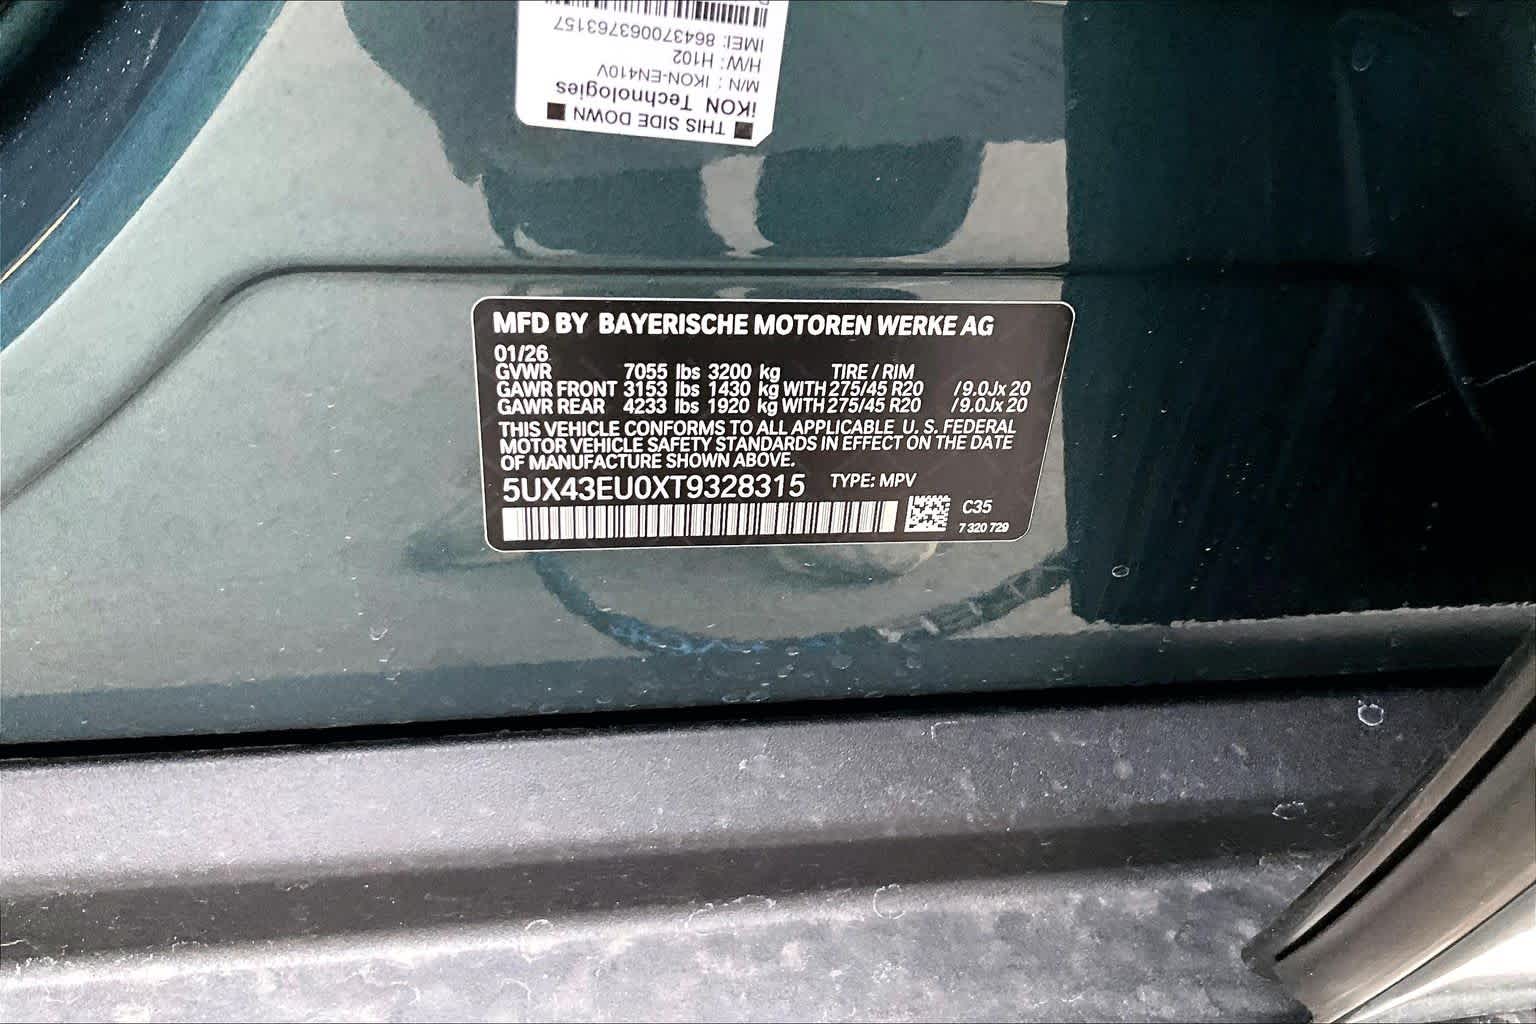 THIS SIDE DOWN
iKON Technologies
M/N : IKON-EN410V
H/W : H102
IMEI: 864370063763157
MFD BY BAYERISCHE MOTOREN WERKE AG
01/26
GVWR 7055 lbs 3200 kg TIRE / RIM
GAWR FRONT 3153 lbs 1430 kg WITH 275/45 R20 / 9.0Jx 20
GAWR REAR 4233 lbs 1920 kg WITH 275/45 R20 / 9.0Jx 20
THIS VEHICLE CONFORMS TO ALL APPLICABLE U. S. FEDERAL
MOTOR VEHICLE SAFETY STANDARDS IN EFFECT ON THE DATE
OF MANUFACTURE SHOWN ABOVE.
5UX43EU0XT9328315 TYPE: MPV
C35
7 320 729